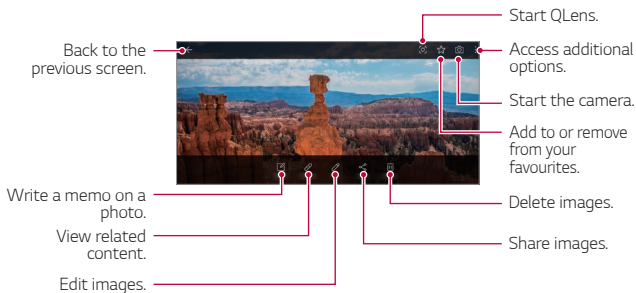 Start QLens.
Back to the
previous screen.
Access additional
options.
Start the camera.
Add to or remove
from your
favourites.
Write a memo on a
photo.
Delete images.
View related
content.
Share images.
Edit images.